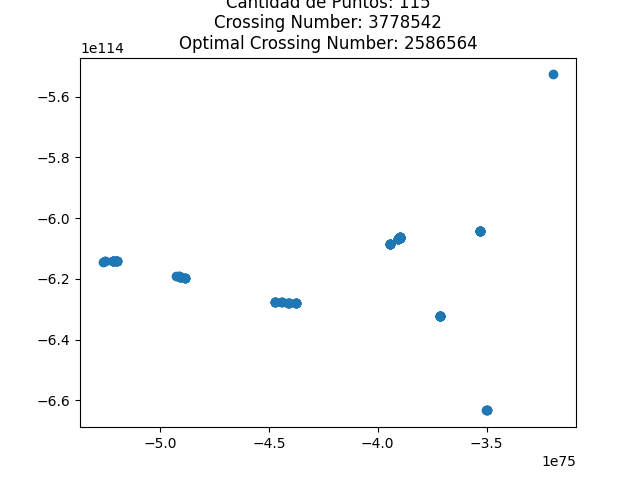 Cantidad de Puntos: 115
Crossing Number: 3778542
Optimal Crossing Number: 2586564
1e114
−5.6
−5.8
−6.0
−6.2
−6.4
−6.6
−5.0 −4.5 −4.0 −3.5
1e75